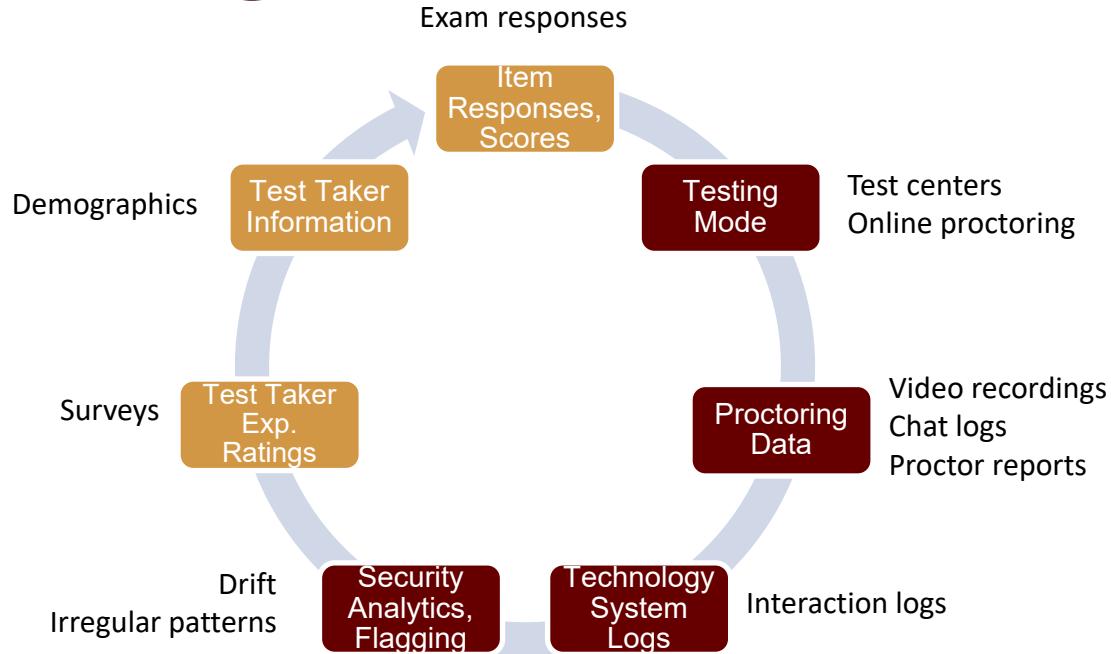 Exam responses
Item
Responses,
Scores
Testing
Mode
Test centers
Online proctoring
Proctoring
Data
Video recordings
Chat logs
Proctor reports
Technology
System
Logs
Interaction logs
Security
Analytics,
Flagging
Drift
Irregular patterns
Test Taker
Exp.
Ratings
Surveys
Test Taker
Information
Demographics